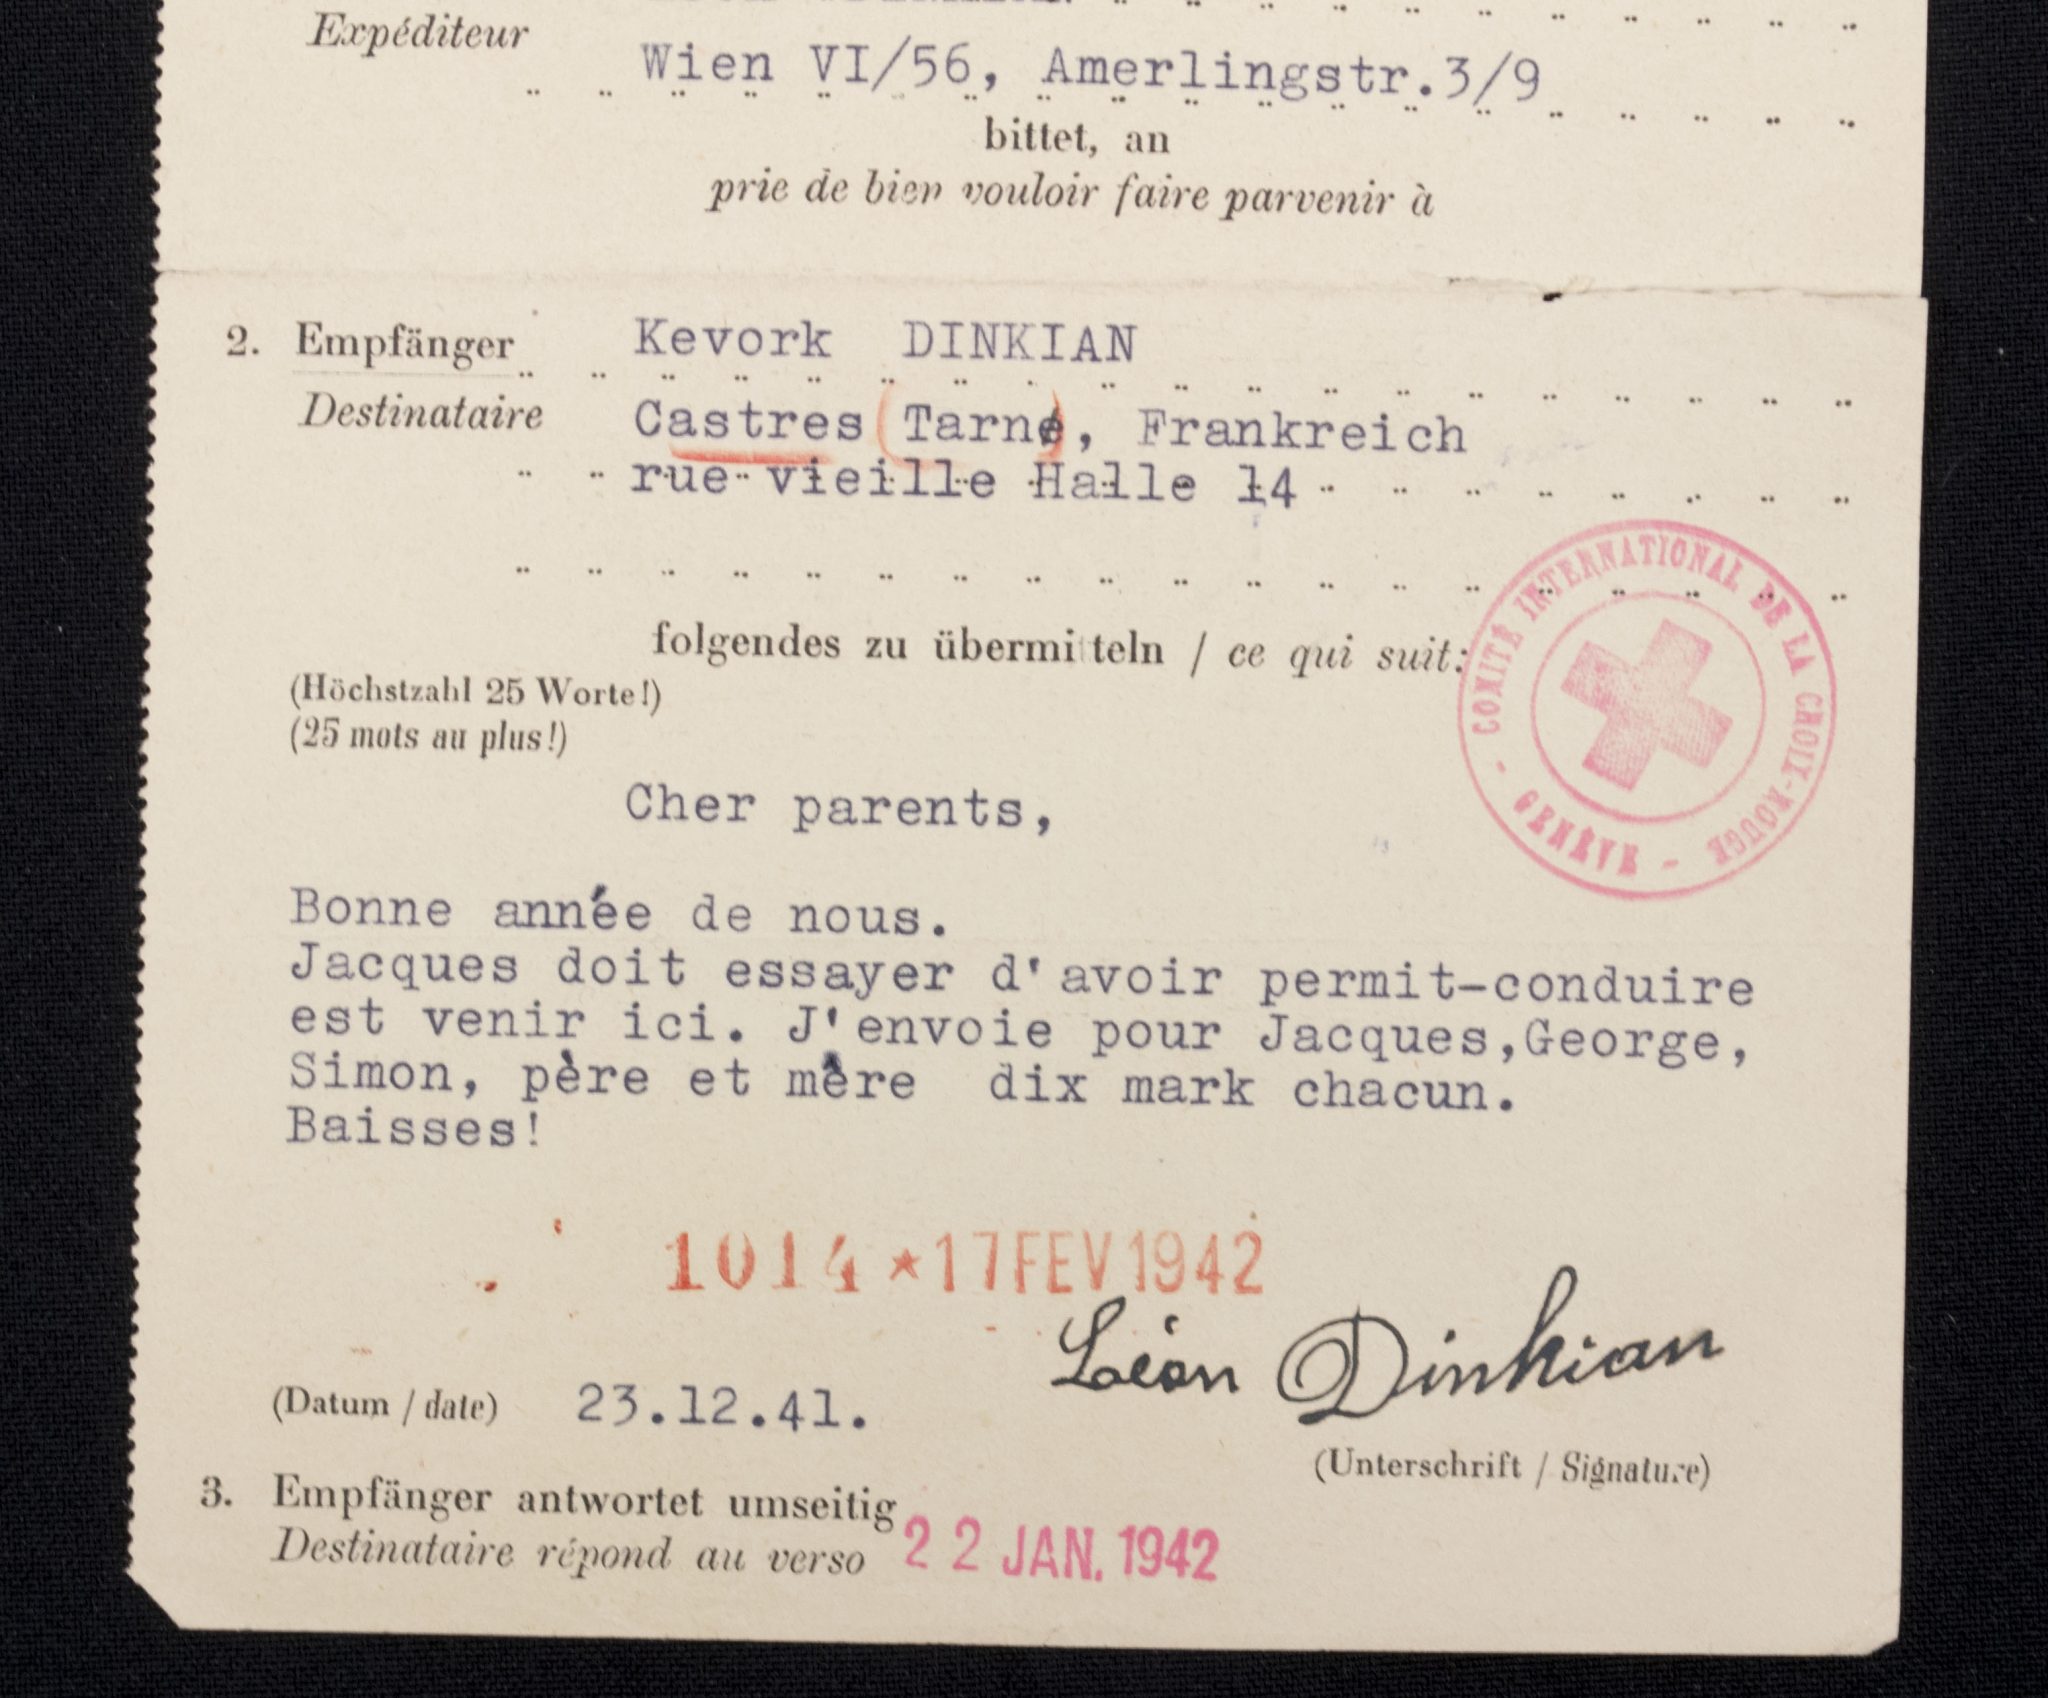 Expéditeur
Wien VI/56, Amerlingstr.3/9
bittet, an
prie de bien vouloir faire parvenir à
2. Empfänger Kevork DINKIAN
Destinataire Castres (Tarn), Frankreich
rue vieille Halle 14
folgendes zu übermitteln / ce qui suit:
(Höchstzahl 25 Worte!)
(25 mots au plus!)
COMITÉ INTERNATIONAL DE LA CROIX-ROUGE - GENÈVE -
Cher parents,
Bonne année de nous.
Jacques doit essayer d'avoir permit-conduire
est venir ici. J'envoie pour Jacques,George,
Simon, père et mère dix mark chacun.
Baisses!
1014 * 17 FEV 1942
Léon Dinkian
(Datum / date) 23.12.41.
(Unterschrift / Signature)
3. Empfänger antwortet umseitig
Destinataire répond au verso
22 JAN. 1942